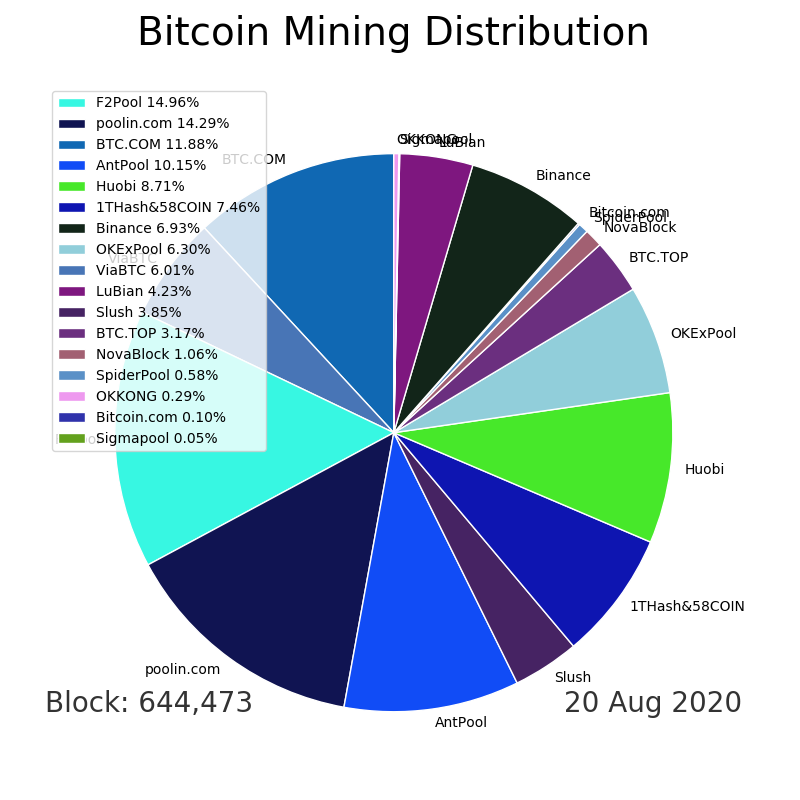 Bitcoin Mining Distribution
F2Pool 14.96%
poolin.com 14.29%
BTC.COM 11.88%
AntPool 10.15%
Huobi 8.71%
1THash&58COIN 7.46%
Binance 6.93%
OKExPool 6.30%
ViaBTC 6.01%
LuBian 4.23%
Slush 3.85%
BTC.TOP 3.17%
NovaBlock 1.06%
SpiderPool 0.58%
OKKONG 0.29%
Bitcoin.com 0.10%
Sigmapool 0.05%
OKKONG
Sigmapool
LuBian
BTC.COM
Binance
Bitcoin.com
SpiderPool
NovaBlock
BTC.TOP
ViaBTC
OKExPool
Huobi
1THash&58COIN
poolin.com
Slush
AntPool
Block: 644,473
20 Aug 2020